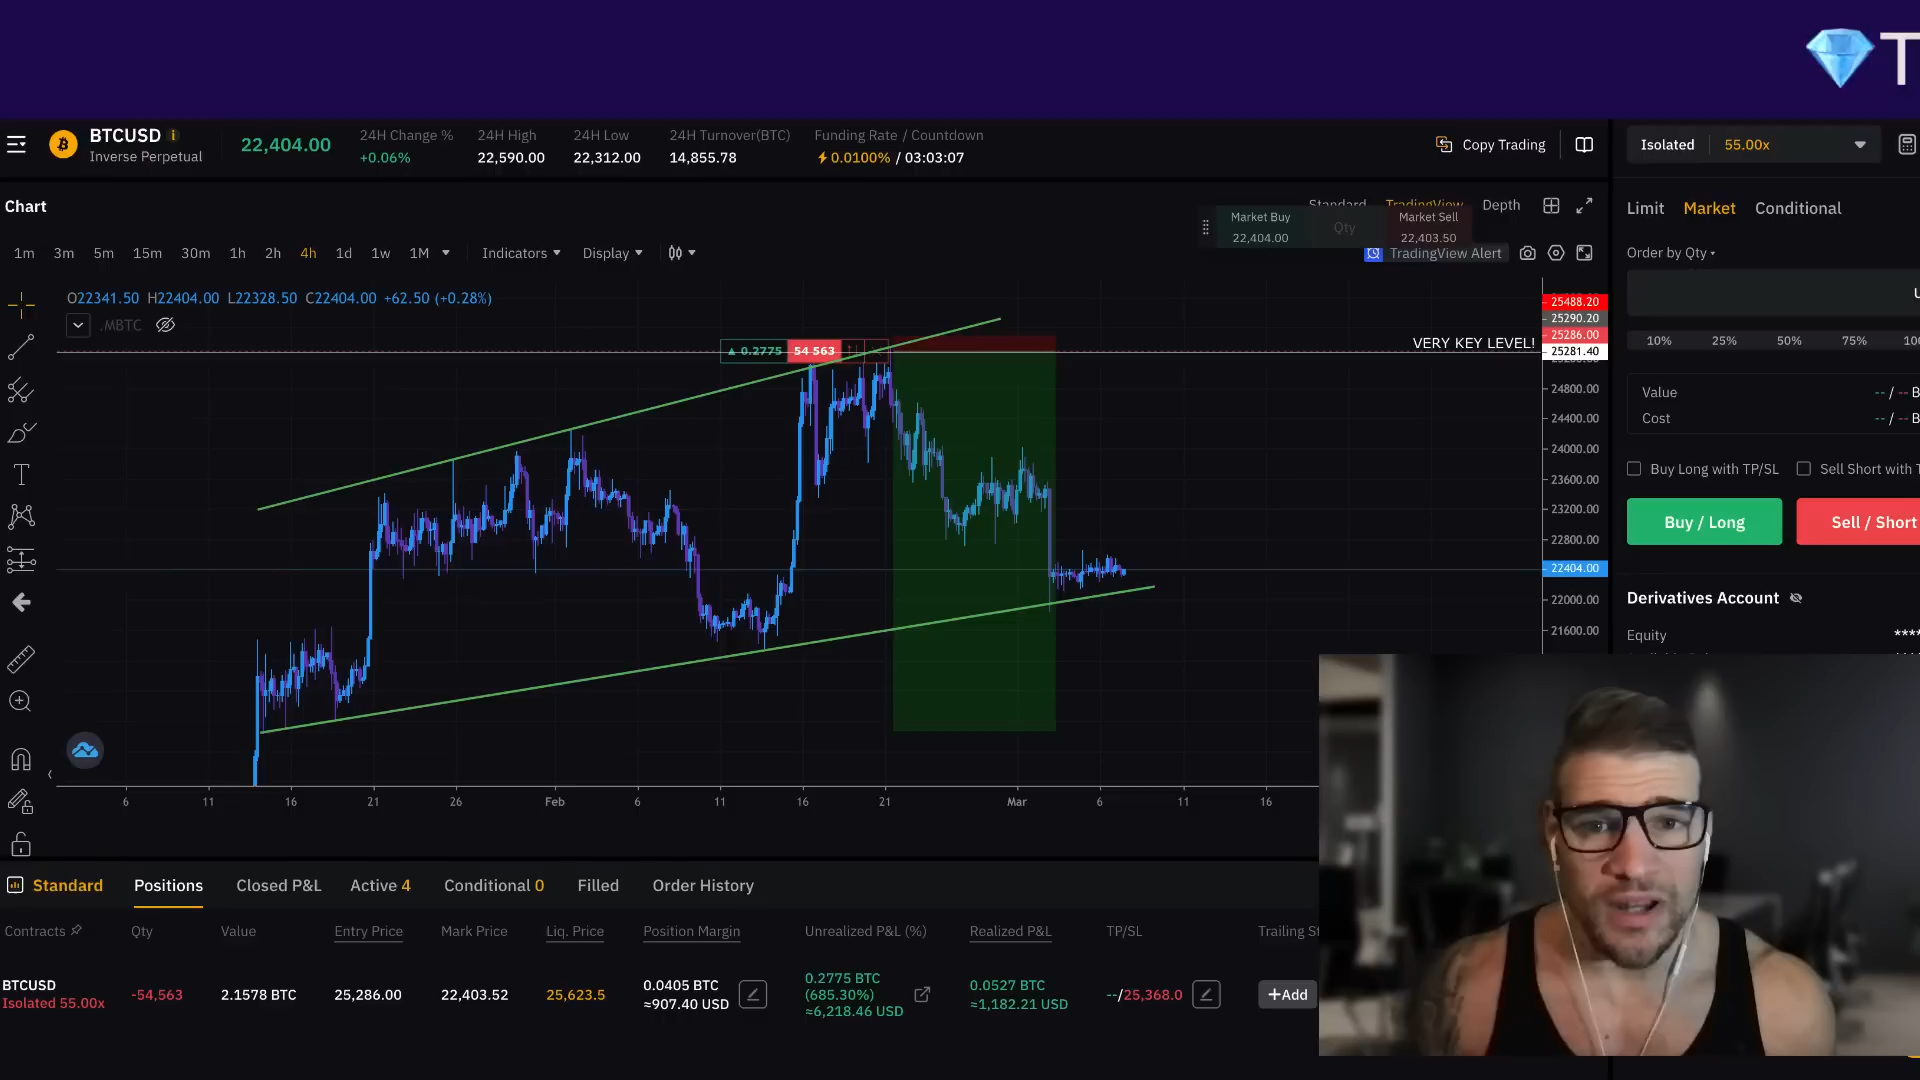 T
BTCUSD
Inverse Perpetual
22,404.00
24H Change %
+0.06%
24H High
22,590.00
24H Low
22,312.00
24H Turnover(BTC)
14,855.78
Funding Rate / Countdown
0.0100% / 03:03:07
Copy Trading
Isolated 55.00x
Chart
Standard TradingView Depth
Market Buy
22,404.00
Qty
Market Sell
22,403.50
Limit Market Conditional
1m 3m 5m 15m 30m 1h 2h 4h 1d 1w 1M Indicators Display
TradingView Alert
Order by Qty
O22341.50 H22404.00 L22328.50 C22404.00 +62.50 (+0.28%)
.MBTC
VERY KEY LEVEL!
0.2775 54 563
25488.20
25290.20
25286.00
25281.40
24800.00
24400.00
24000.00
23600.00
23200.00
22800.00
22404.00
22000.00
21600.00
10% 25% 50% 75% 100
Value -- / -- B
Cost -- / -- B
Buy Long with TP/SL Sell Short with T
Buy / Long
Sell / Short
Derivatives Account
Equity ****
6 11 16 21 26 Feb 6 11 16 21 Mar 6 11 16
Standard Positions Closed P&L Active 4 Conditional 0 Filled Order History
Contracts Qty Value Entry Price Mark Price Liq. Price Position Margin Unrealized P&L (%) Realized P&L TP/SL Trailing St
BTCUSD
Isolated 55.00x
-54,563
2.1578 BTC
25,286.00
22,403.52
25,623.5
0.0405 BTC
≈907.40 USD
0.2775 BTC
(685.30%)
≈6,218.46 USD
0.0527 BTC
≈1,182.21 USD
--/25,368.0
+Add